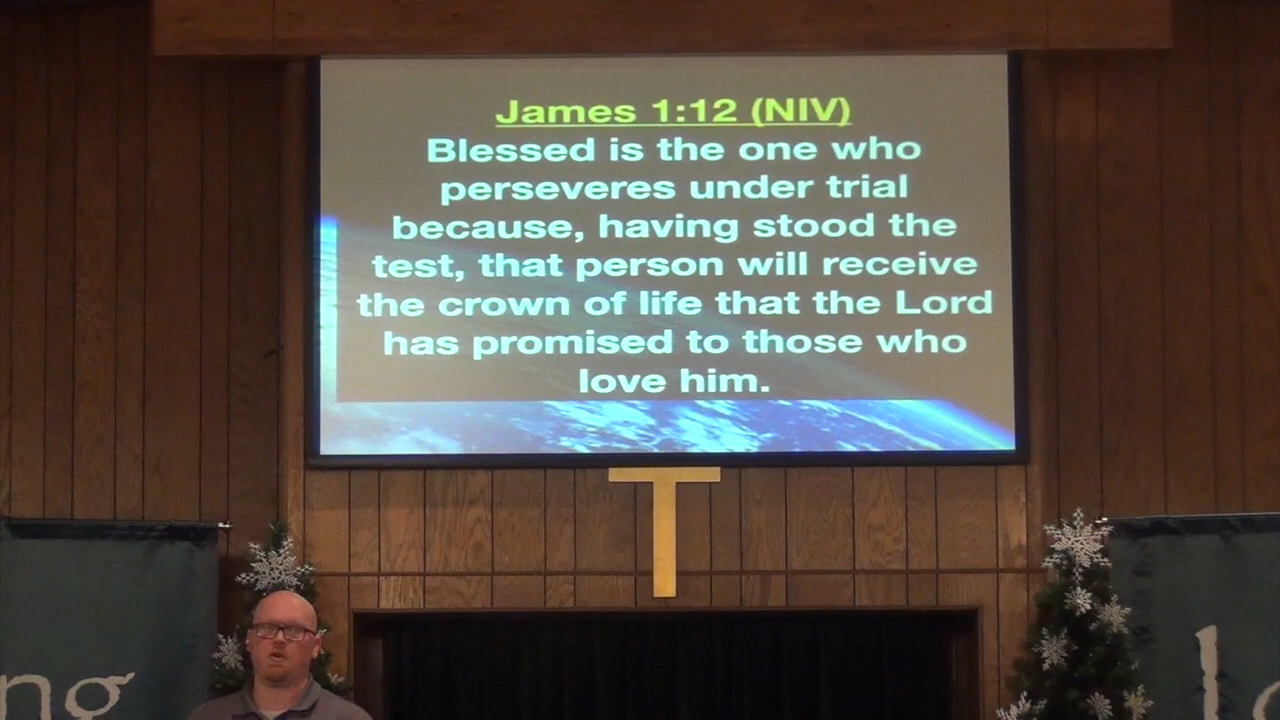 James 1:12 (NIV)
Blessed is the one who
perseveres under trial
because, having stood the
test, that person will receive
the crown of life that the Lord
has promised to those who
love him.
ng